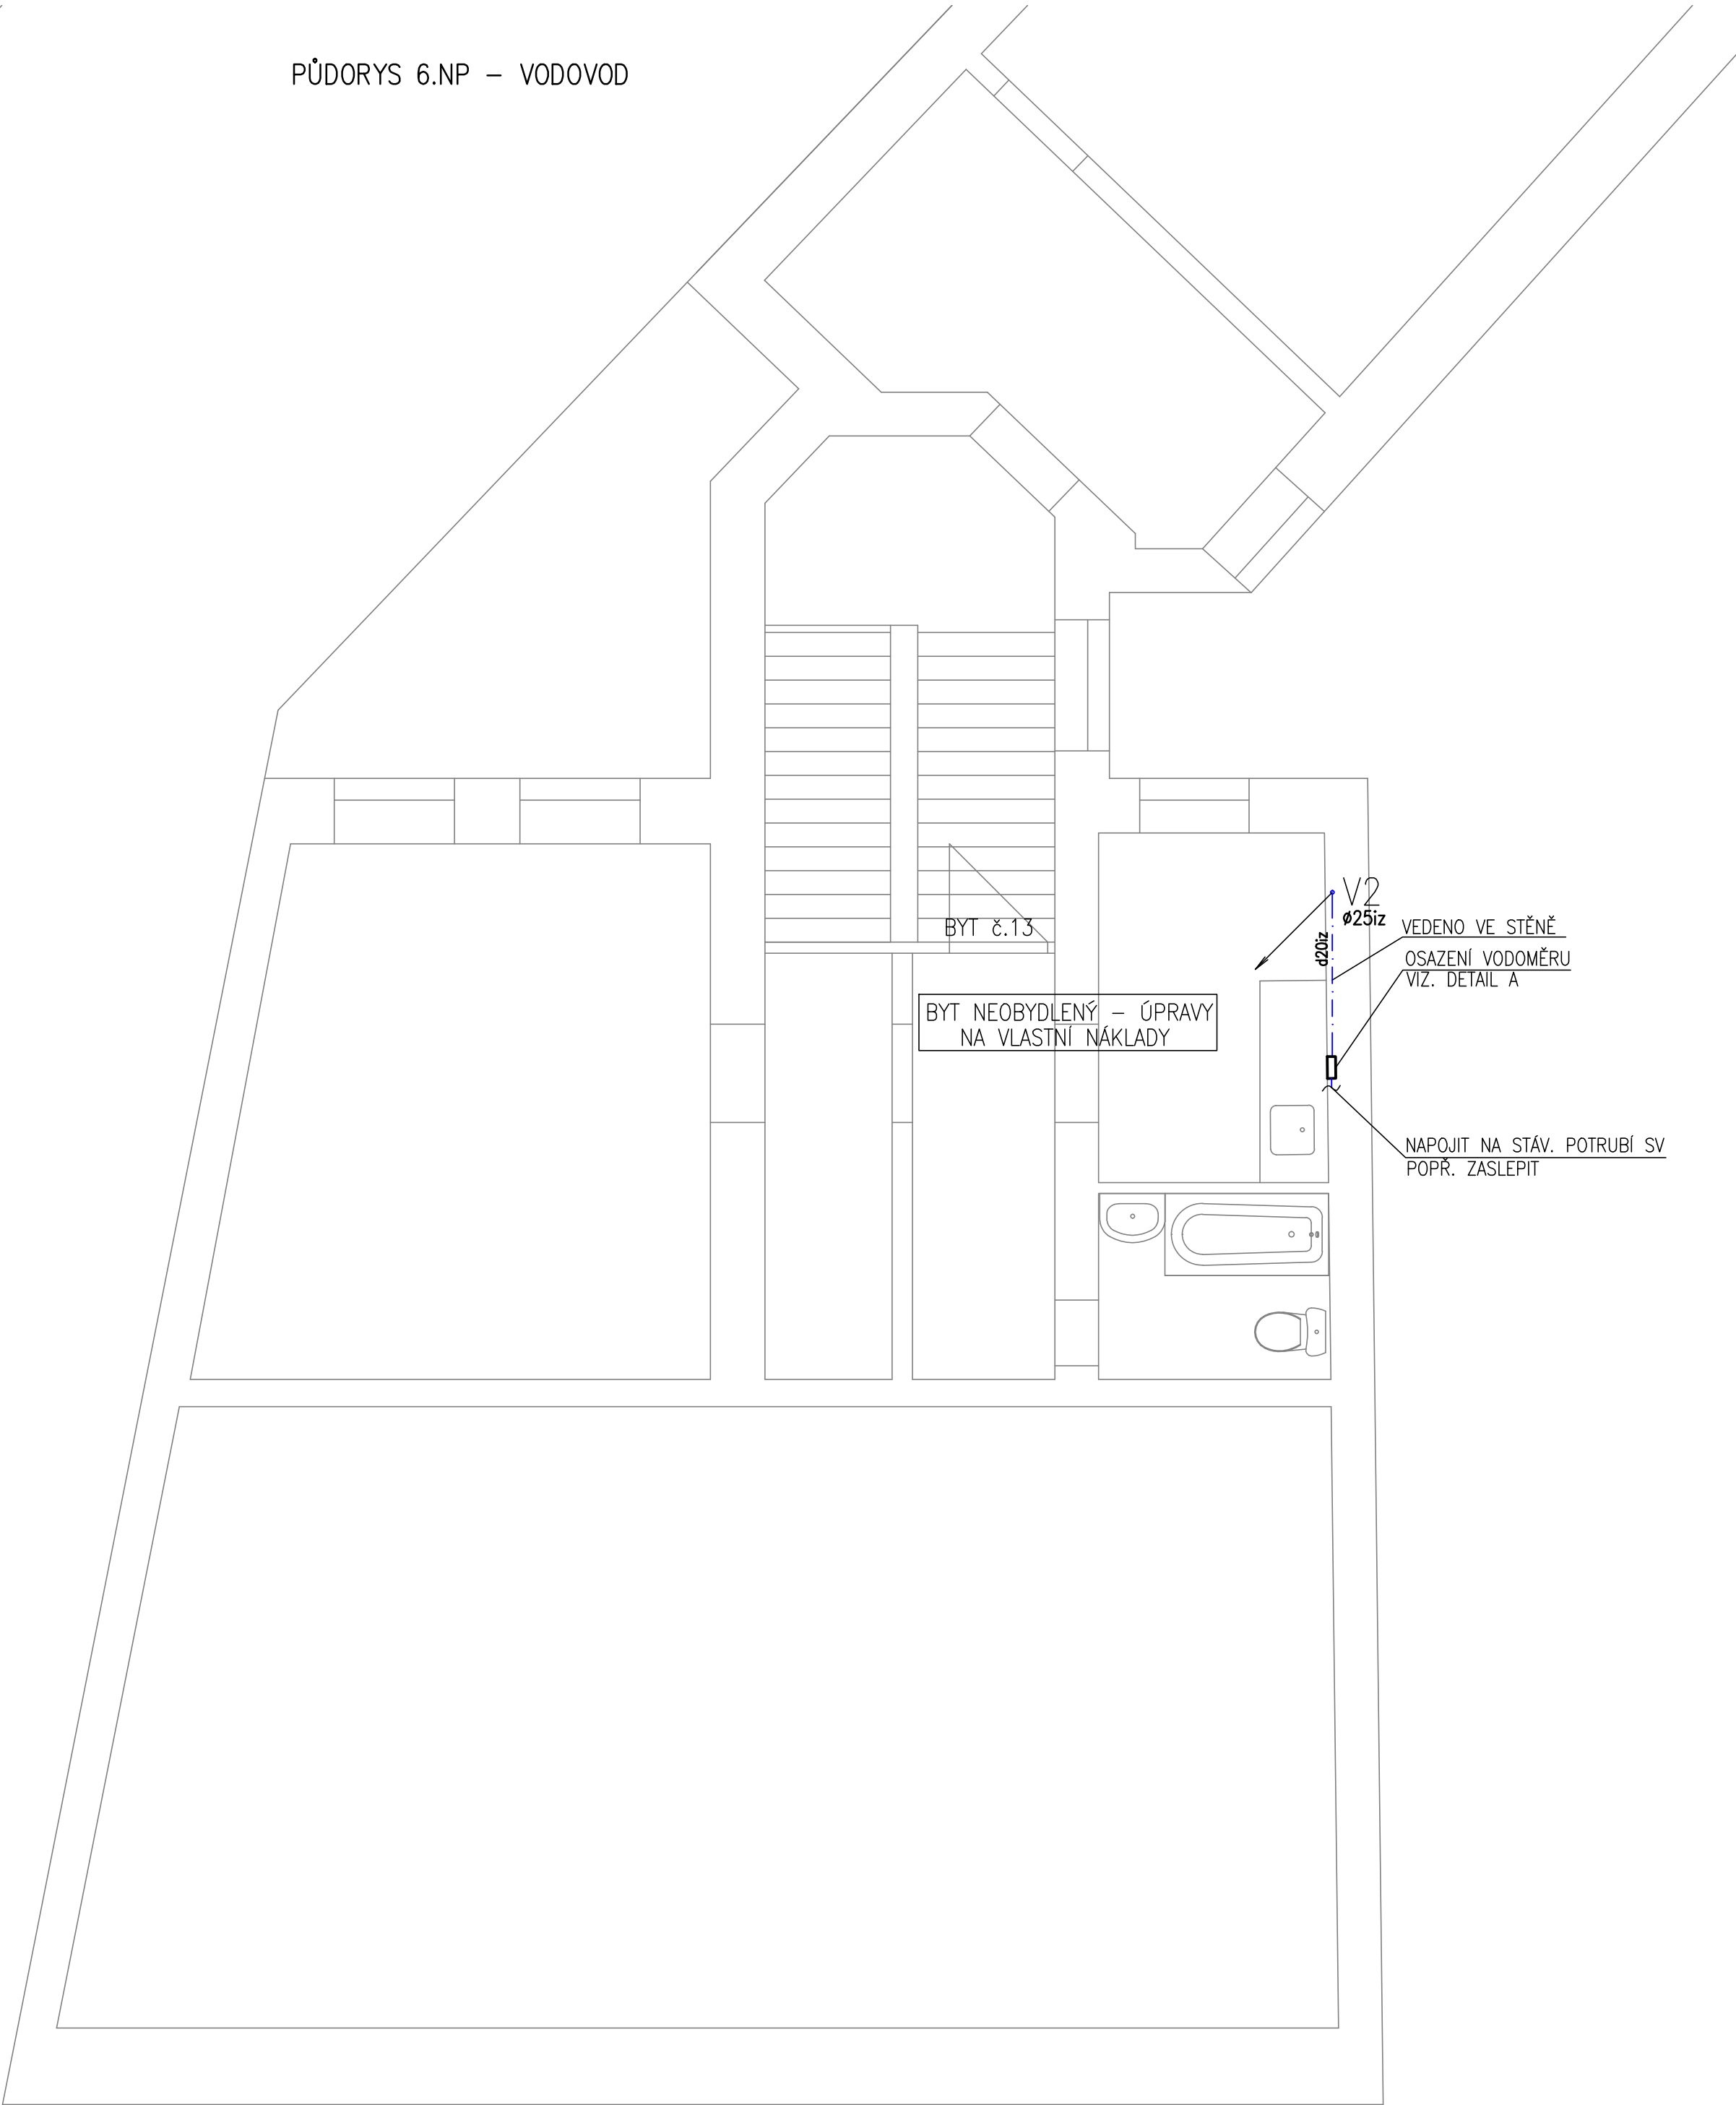 PŮDORYS 6.NP – VODOVOD
V2
ø25iz
d20iz
VEDENO VE STĚNĚ
OSAZENÍ VODOMĚRU
VIZ. DETAIL A
BYT č.13
BYT NEOBYDLENÝ – ÚPRAVY
NA VLASTNÍ NÁKLADY
NAPOJIT NA STÁV. POTRUBÍ SV
POPŘ. ZASLEPIT